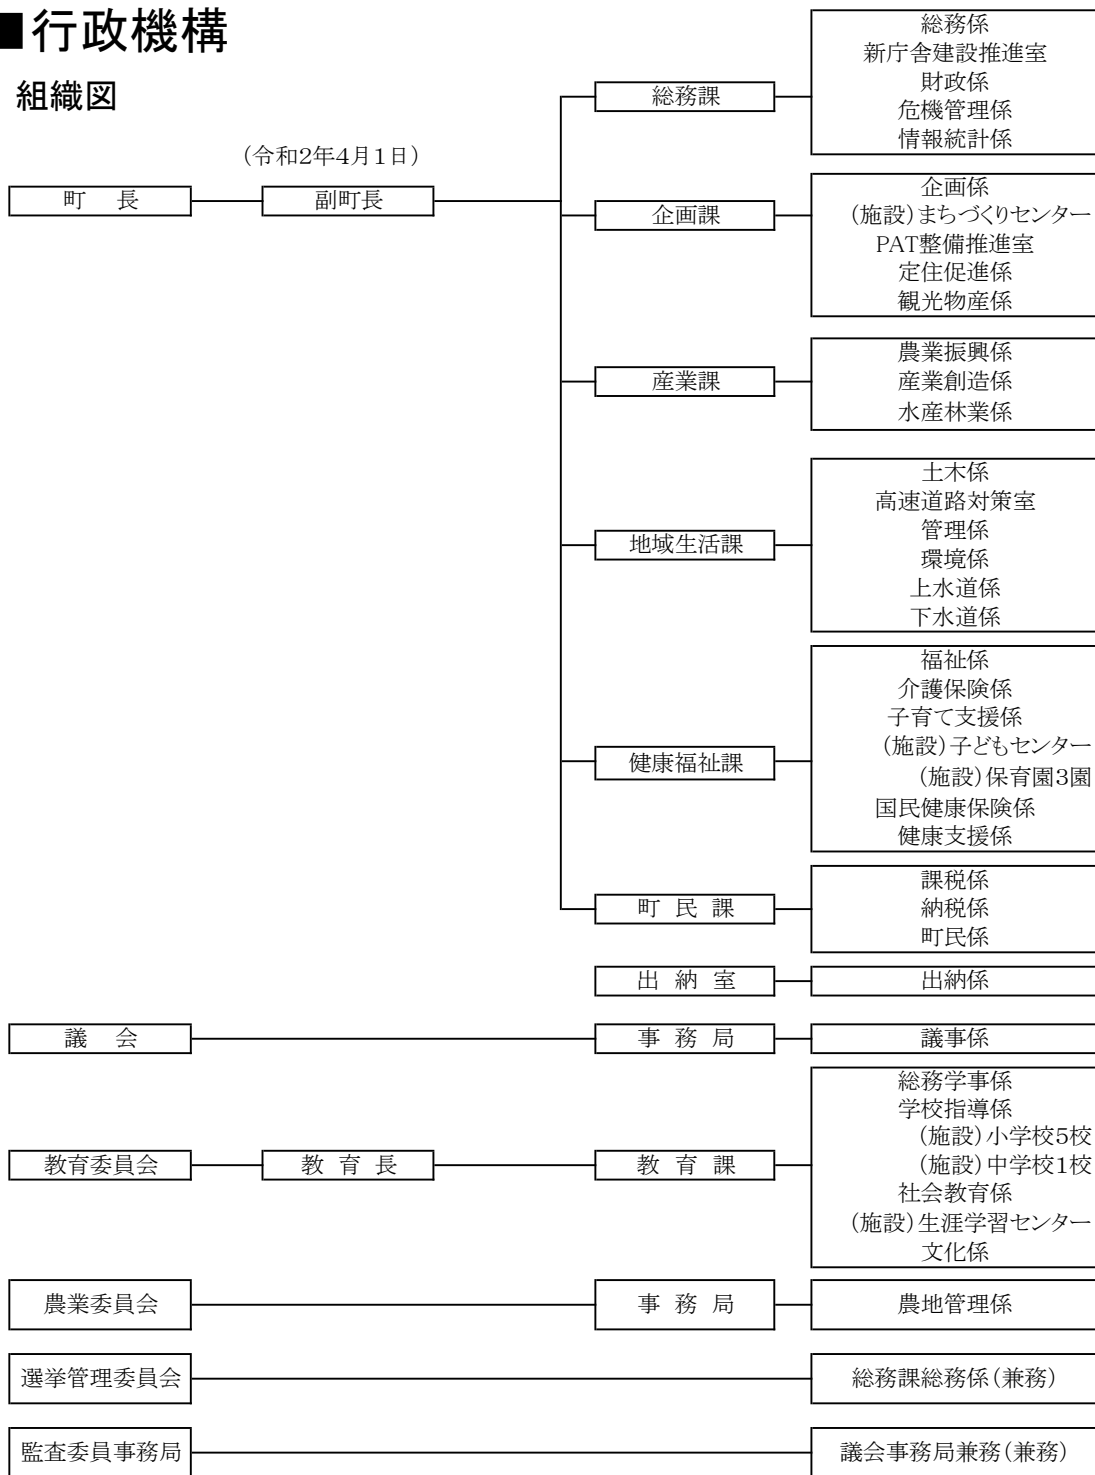 ■行政機構
組織図
（令和2年4月1日）
町　長
副町長
総務課
総務係
新庁舎建設推進室
財政係
危機管理係
情報統計係
企画課
企画係
（施設）まちづくりセンター
PAT整備推進室
定住促進係
観光物産係
産業課
農業振興係
産業創造係
水産林業係
地域生活課
土木係
高速道路対策室
管理係
環境係
上水道係
下水道係
健康福祉課
福祉係
介護保険係
子育て支援係
（施設）子どもセンター
（施設）保育園3園
国民健康保険係
健康支援係
町 民 課
課税係
納税係
町民係
出 納 室
出納係
議　会
事 務 局
議事係
教育委員会
教 育 長
教 育 課
総務学事係
学校指導係
（施設）小学校5校
（施設）中学校1校
社会教育係
（施設）生涯学習センター
文化係
農業委員会
事 務 局
農地管理係
選挙管理委員会
総務課総務係（兼務）
監査委員事務局
議会事務局兼務（兼務）